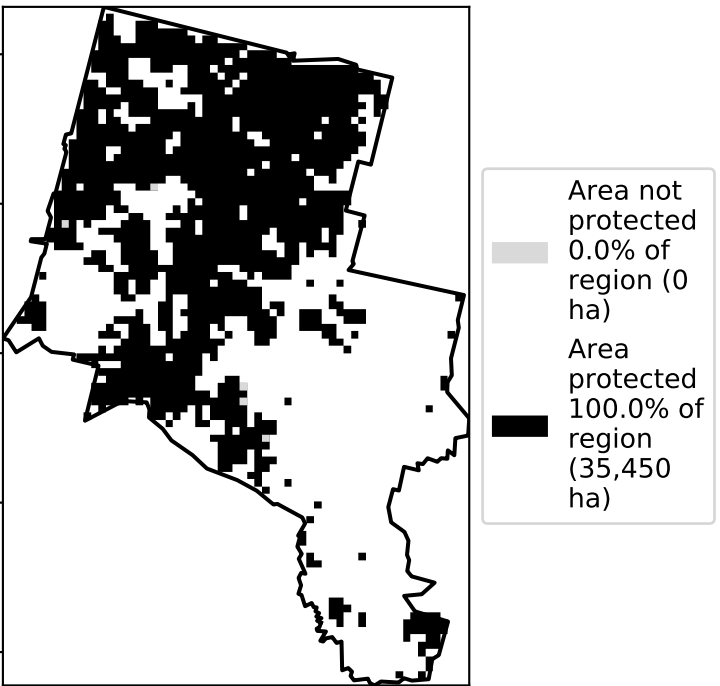 Area not
protected
0.0% of
region (0
ha)
Area
protected
100.0% of
region
(35,450
ha)